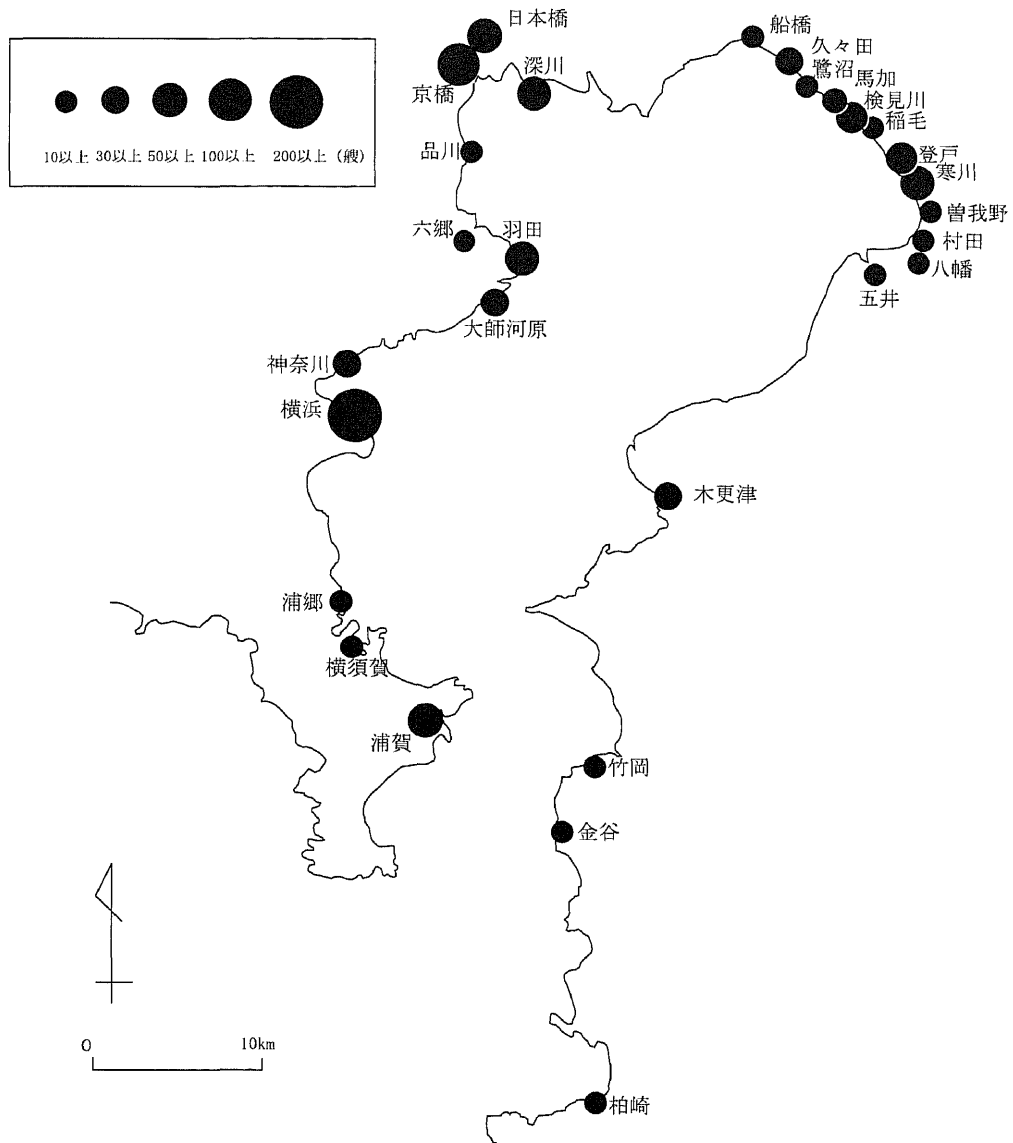 10以上 30以上 50以上 100以上 200以上 (艘)
日本橋
京橋
深川
品川
六郷
羽田
大師河原
神奈川
横浜
浦郷
横須賀
浦賀
船橋
久々田
鷺沼
馬加
検見川
稲毛
登戸
寒川
曽我野
村田
八幡
五井
木更津
竹岡
金谷
柏崎
0 10km